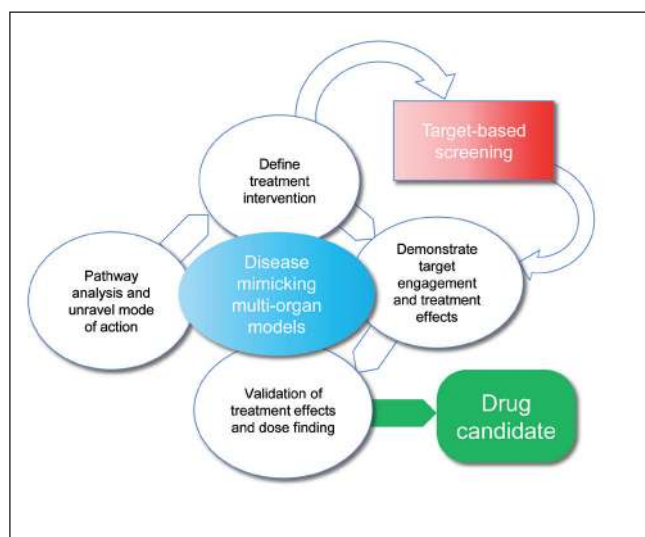 Define
treatment
intervention
Target-based
screening
Pathway
analysis and
unravel mode
of action
Disease
mimicking
multi-organ
models
Demonstrate
target
engagement
and treatment
effects
Validation of
treatment effects
and dose finding
Drug
candidate